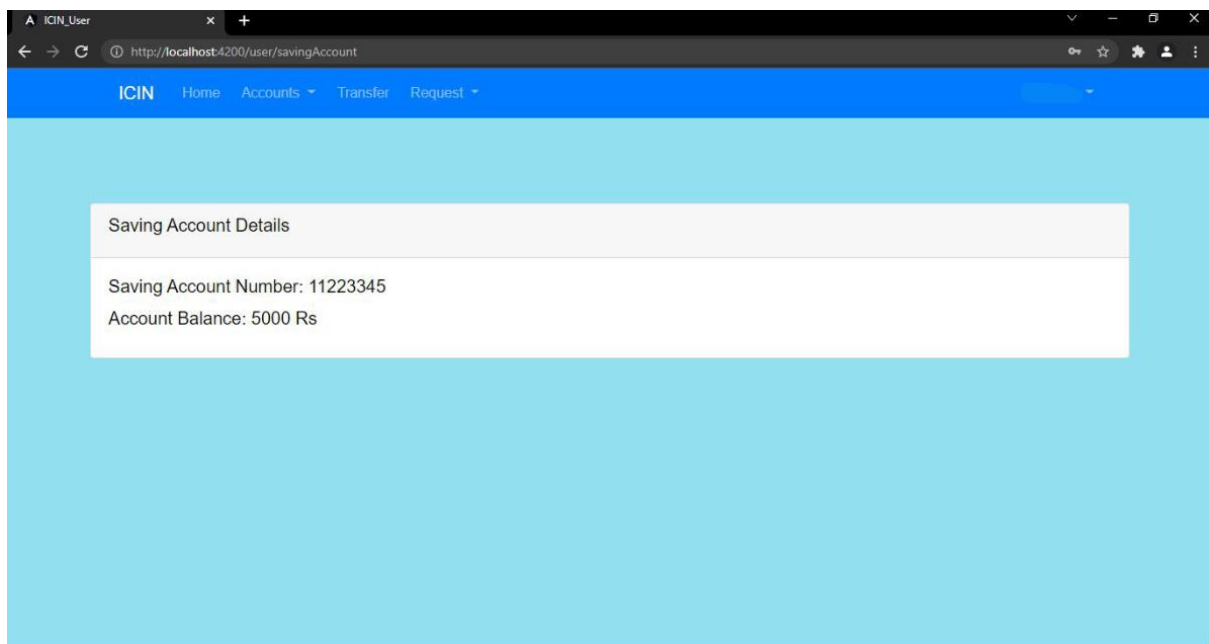 ICIN_User
http://localhost:4200/user/savingAccount
ICIN Home Accounts Transfer Request
Saving Account Details
Saving Account Number: 11223345
Account Balance: 5000 Rs